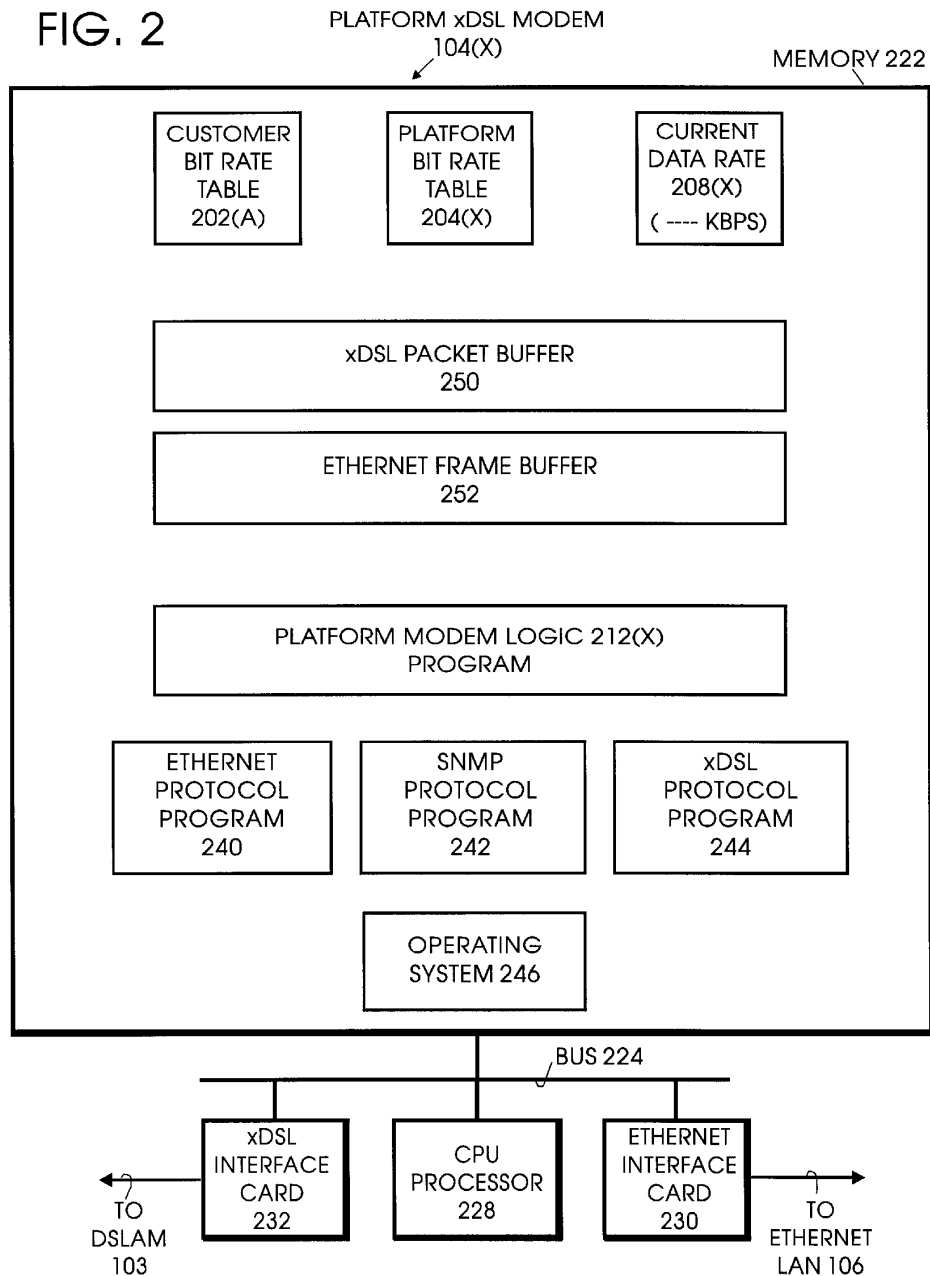 FIG. 2
PLATFORM xDSL MODEM
104(X)
MEMORY 222
CUSTOMER
BIT RATE
TABLE
202(A)
PLATFORM
BIT RATE
TABLE
204(X)
CURRENT
DATA RATE
208(X)
( ---- KBPS)
xDSL PACKET BUFFER
250
ETHERNET FRAME BUFFER
252
PLATFORM MODEM LOGIC 212(X)
PROGRAM
ETHERNET
PROTOCOL
PROGRAM
240
SNMP
PROTOCOL
PROGRAM
242
xDSL
PROTOCOL
PROGRAM
244
OPERATING
SYSTEM 246
BUS 224
xDSL
INTERFACE
CARD
232
CPU
PROCESSOR
228
ETHERNET
INTERFACE
CARD
230
TO
DSLAM
103
TO
ETHERNET
LAN 106